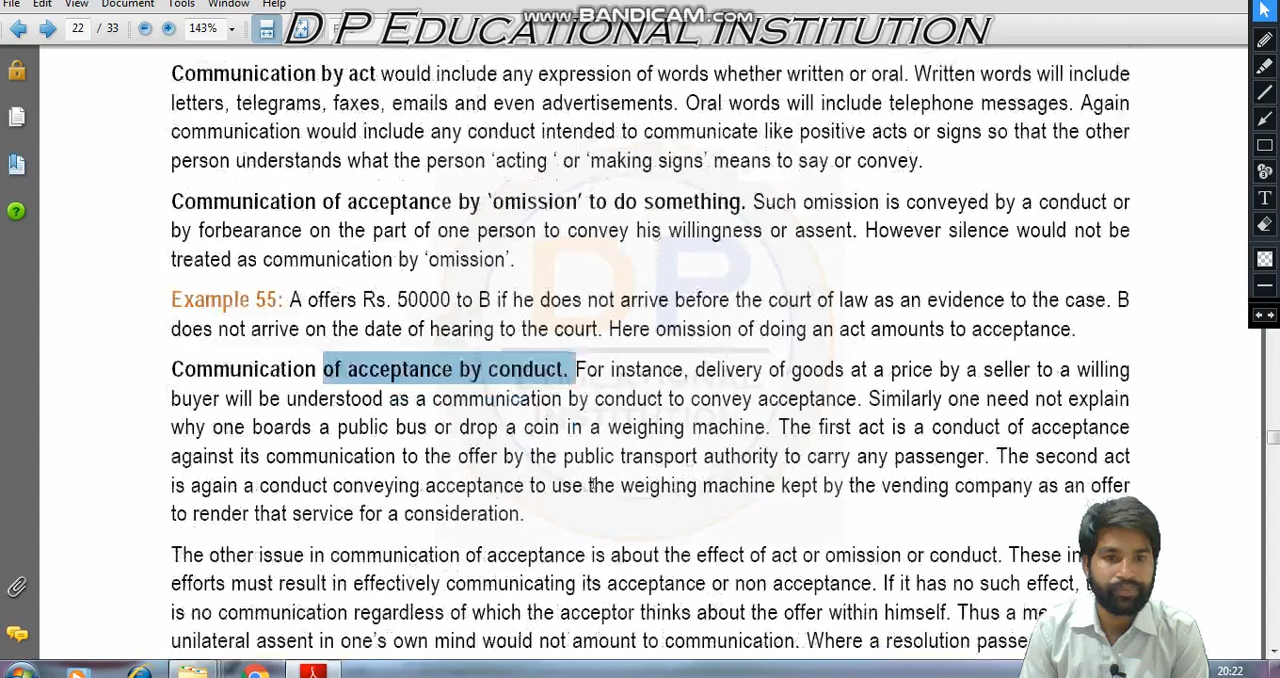 Edit View Document Tools Window Help
www.BANDICAM.com
D P EDUCATIONAL INSTITUTION
22 / 33 143%
Communication by act would include any expression of words whether written or oral. Written words will include
letters, telegrams, faxes, emails and even advertisements. Oral words will include telephone messages. Again
communication would include any conduct intended to communicate like positive acts or signs so that the other
person understands what the person 'acting ' or 'making signs' means to say or convey.
Communication of acceptance by 'omission' to do something. Such omission is conveyed by a conduct or
by forbearance on the part of one person to convey his willingness or assent. However silence would not be
treated as communication by 'omission'.
Example 55: A offers Rs. 50000 to B if he does not arrive before the court of law as an evidence to the case. B
does not arrive on the date of hearing to the court. Here omission of doing an act amounts to acceptance.
Communication of acceptance by conduct. For instance, delivery of goods at a price by a seller to a willing
buyer will be understood as a communication by conduct to convey acceptance. Similarly one need not explain
why one boards a public bus or drop a coin in a weighing machine. The first act is a conduct of acceptance
against its communication to the offer by the public transport authority to carry any passenger. The second act
is again a conduct conveying acceptance to use the weighing machine kept by the vending company as an offer
to render that service for a consideration.
The other issue in communication of acceptance is about the effect of act or omission or conduct. These
efforts must result in effectively communicating its acceptance or non acceptance. If it has no such effect,
is no communication regardless of which the acceptor thinks about the offer within himself. Thus a
unilateral assent in one's own mind would not amount to communication. Where a resolution
DP
INSTITUTION
20:22